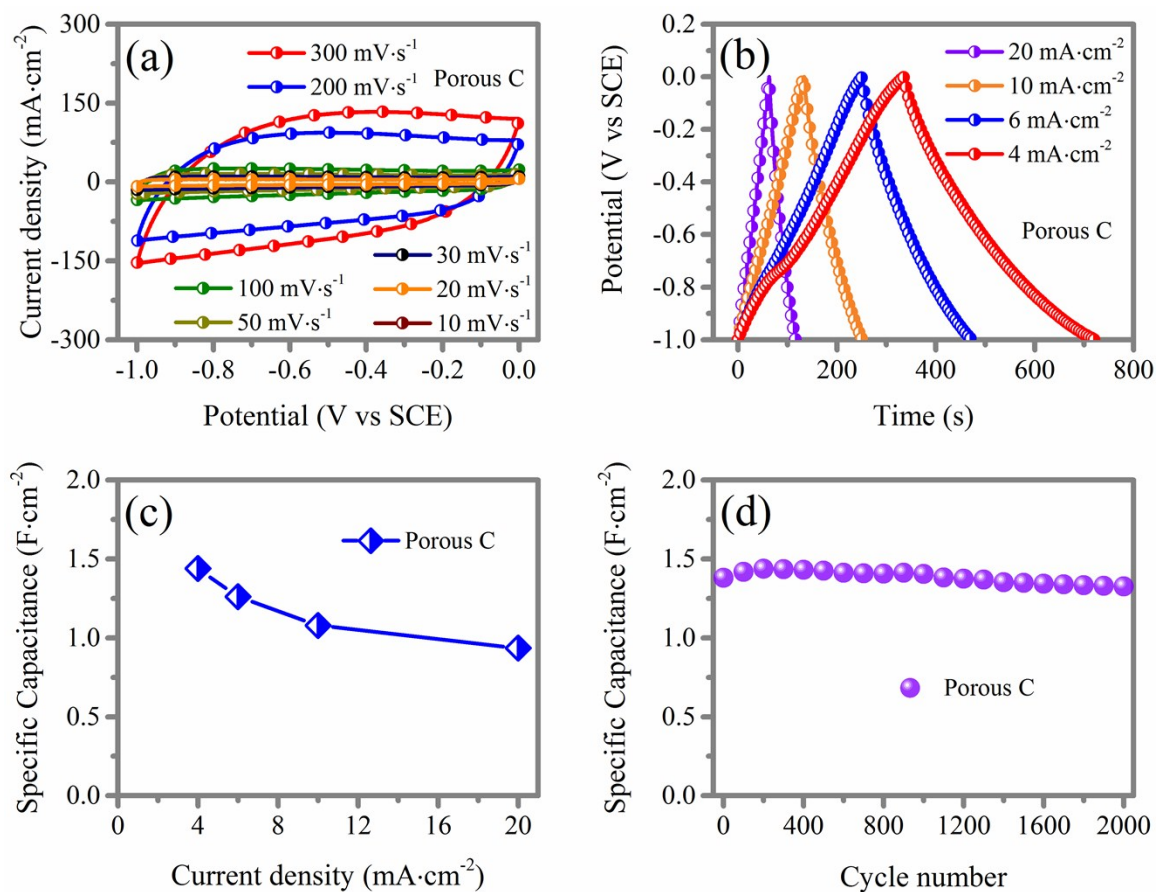 (a)
300 mV·s⁻¹
200 mV·s⁻¹
Porous C
30 mV·s⁻¹
100 mV·s⁻¹
20 mV·s⁻¹
50 mV·s⁻¹
10 mV·s⁻¹
300
150
0
-150
-300
-1.0 -0.8 -0.6 -0.4 -0.2 0.0
Current density (mA·cm⁻²)
Potential (V vs SCE)
(b)
20 mA·cm⁻²
10 mA·cm⁻²
6 mA·cm⁻²
4 mA·cm⁻²
Porous C
0.2
0.0
-0.2
-0.4
-0.6
-0.8
-1.0
0 200 400 600 800
Potential (V vs SCE)
Time (s)
(c)
Porous C
2.0
1.5
1.0
0.5
0.0
0 4 8 12 16 20
Specific Capacitance (F·cm⁻²)
Current density (mA·cm⁻²)
(d)
Porous C
2.0
1.5
1.0
0.5
0.0
0 400 800 1200 1600 2000
Specific Capacitance (F·cm⁻²)
Cycle number